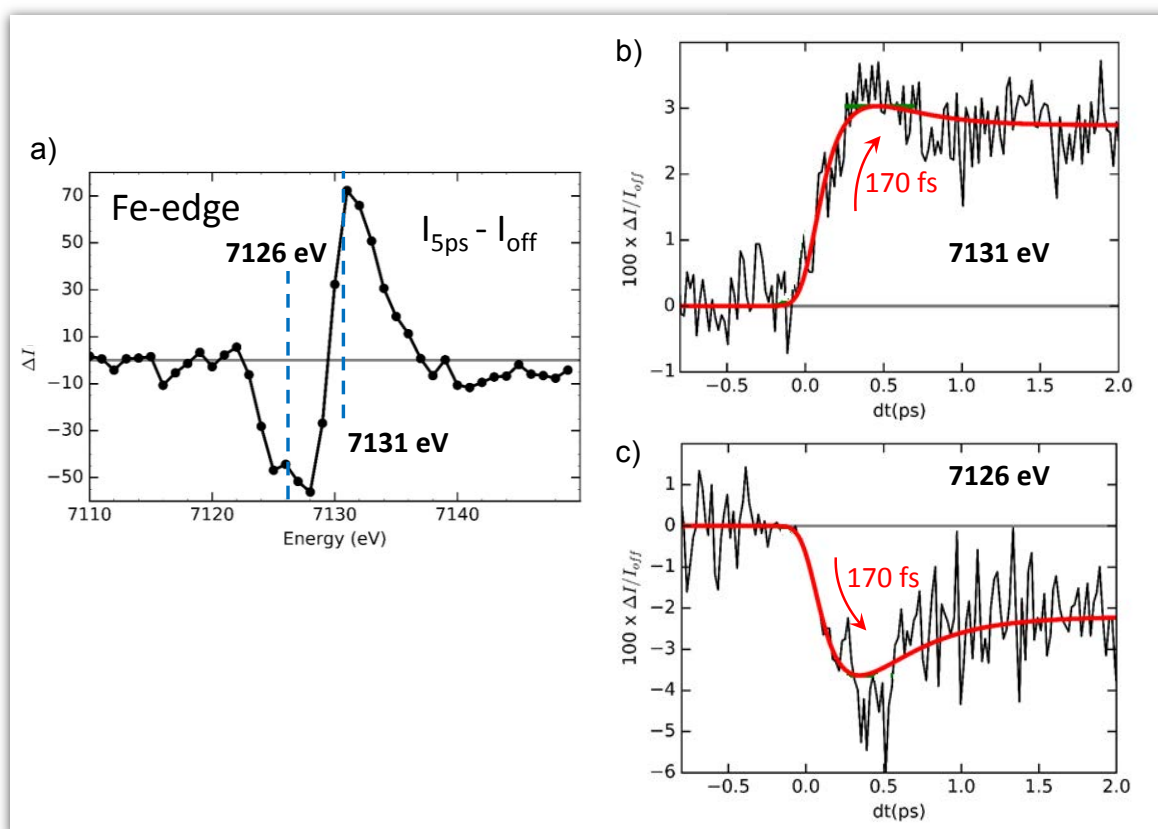 a)
Fe-edge
I5ps - Ioff
7126 eV
7131 eV
ΔI
70
50
30
10
−10
−30
−50
7110
7120
7130
7140
Energy (eV)
b)
100 x ΔI/Ioff
3
2
1
0
−1
170 fs
7131 eV
−0.5
0.0
0.5
1.0
1.5
2.0
dt(ps)
c)
7126 eV
100 x ΔI/Ioff
1
0
−1
−2
−3
−4
−5
−6
170 fs
−0.5
0.0
0.5
1.0
1.5
2.0
dt(ps)